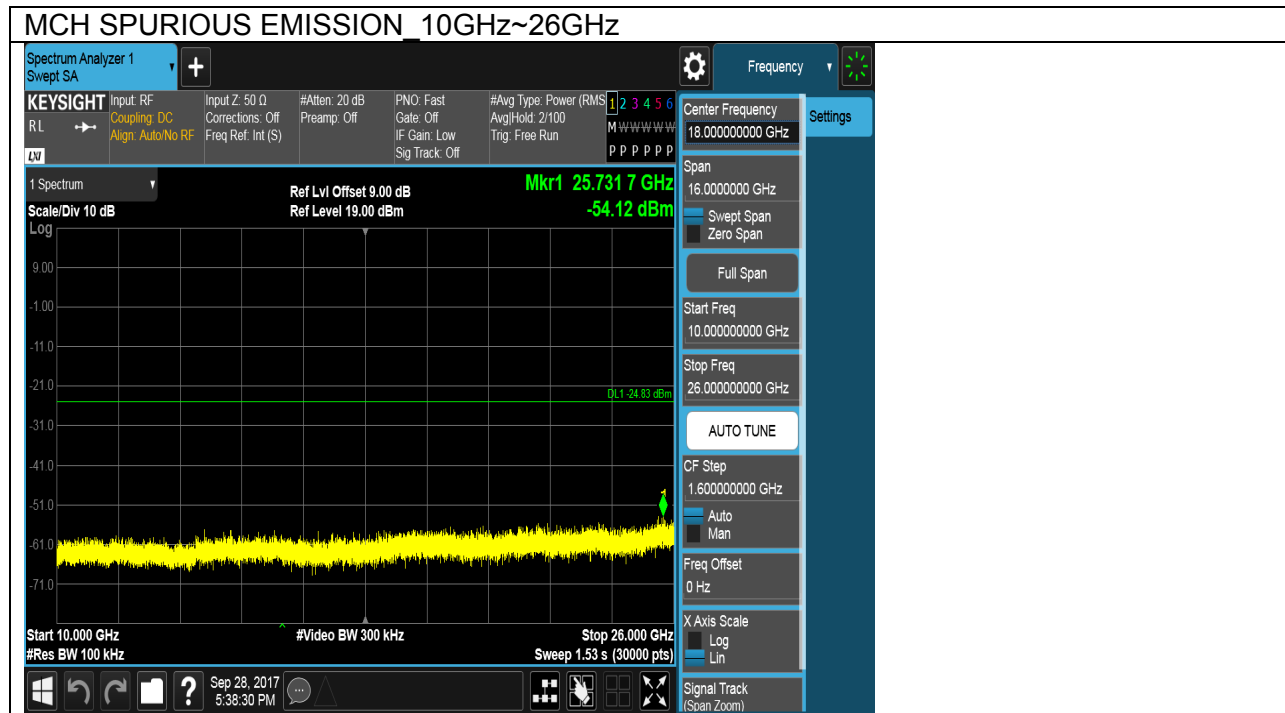 MCH SPURIOUS EMISSION_10GHz~26GHz
Spectrum Analyzer 1
Swept SA
+
Frequency
KEYSIGHT
R L
LXI
Input: RF
Coupling: DC
Align: Auto/No RF
Input Z: 50 Ω
Corrections: Off
Freq Ref: Int (S)
#Atten: 20 dB
Preamp: Off
PNO: Fast
Gate: Off
IF Gain: Low
Sig Track: Off
#Avg Type: Power (RMS
Avg|Hold: 2/100
Trig: Free Run
1 2 3 4 5 6
M W W W W W
P P P P P P
Center Frequency
18.000000000 GHz
Settings
1 Spectrum
Scale/Div 10 dB
Log
Ref Lvl Offset 9.00 dB
Ref Level 19.00 dBm
Mkr1 25.731 7 GHz
-54.12 dBm
Span
16.0000000 GHz
Swept Span
Zero Span
Full Span
Start Freq
10.000000000 GHz
Stop Freq
26.000000000 GHz
AUTO TUNE
CF Step
1.600000000 GHz
Auto
Man
Freq Offset
0 Hz
X Axis Scale
Log
Lin
Signal Track
(Span Zoom)
9.00
-1.00
-11.0
-21.0
-31.0
-41.0
-51.0
-61.0
-71.0
DL1 -24.83 dBm
1
Start 10.000 GHz
#Res BW 100 kHz
#Video BW 300 kHz
Stop 26.000 GHz
Sweep 1.53 s (30000 pts)
?
Sep 28, 2017
5:38:30 PM